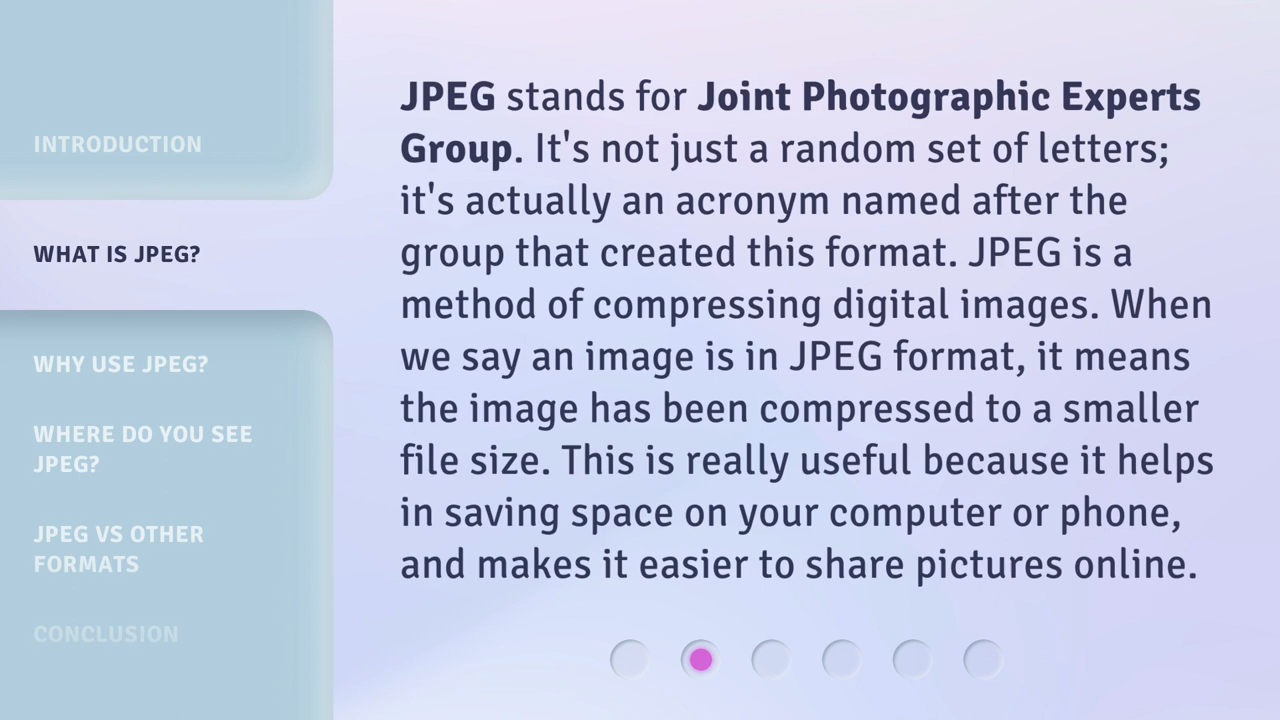 INTRODUCTION
WHAT IS JPEG?
WHY USE JPEG?
WHERE DO YOU SEE
JPEG?
JPEG VS OTHER
FORMATS
CONCLUSION
JPEG stands for Joint Photographic Experts
Group. It's not just a random set of letters;
it's actually an acronym named after the
group that created this format. JPEG is a
method of compressing digital images. When
we say an image is in JPEG format, it means
the image has been compressed to a smaller
file size. This is really useful because it helps
in saving space on your computer or phone,
and makes it easier to share pictures online.